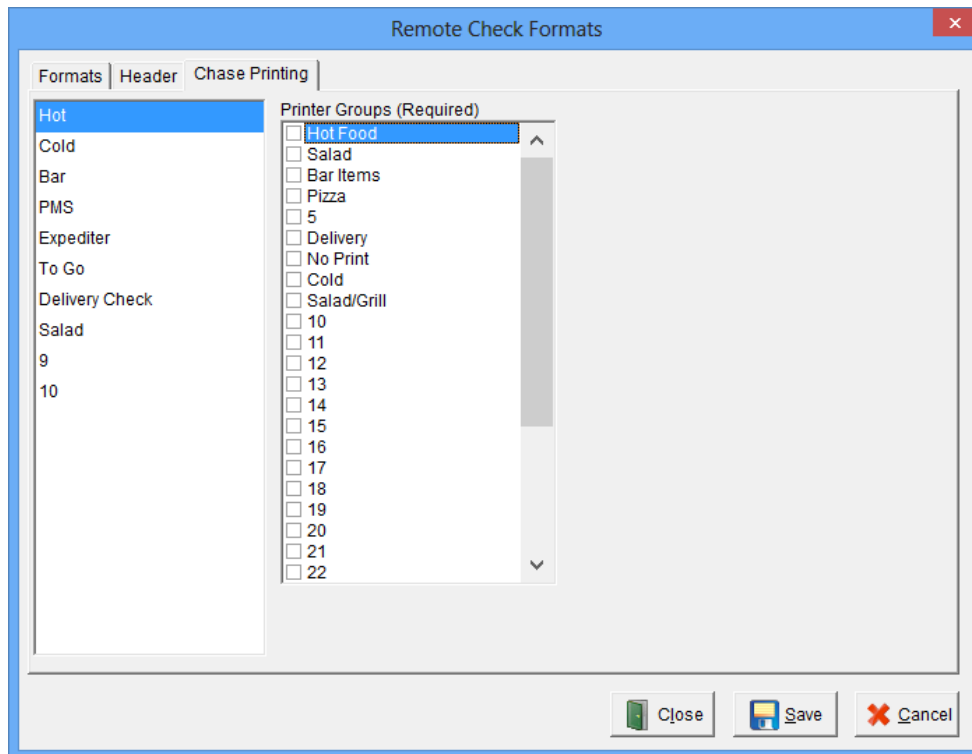 Remote Check Formats
Formats Header Chase Printing
Hot
Cold
Bar
PMS
Expediter
To Go
Delivery Check
Salad
9
10
Printer Groups (Required)
Hot Food
Salad
Bar Items
Pizza
5
Delivery
No Print
Cold
Salad/Grill
10
11
12
13
14
15
16
17
18
19
20
21
22
Close Save Cancel